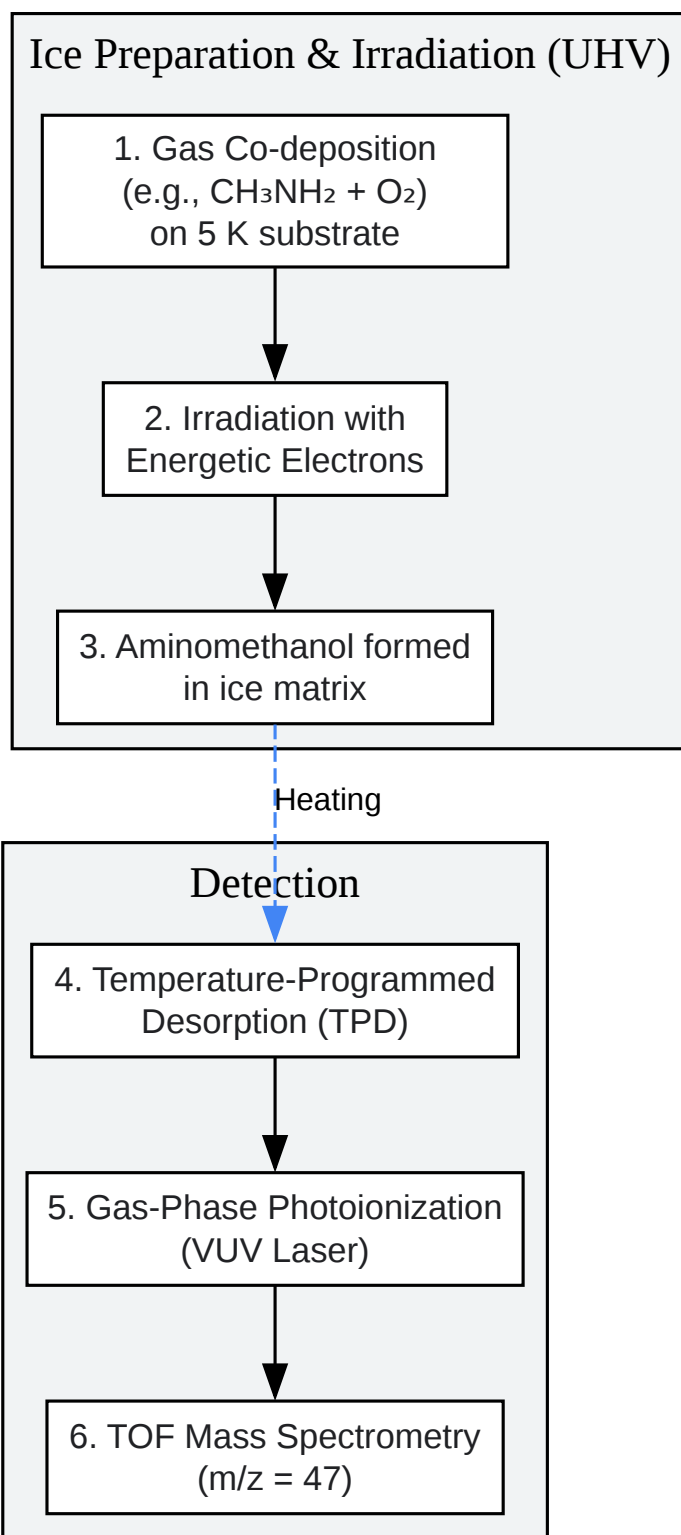 Ice Preparation & Irradiation (UHV)
1. Gas Co-deposition
(e.g., CH₃NH₂ + O₂)
on 5 K substrate
2. Irradiation with
Energetic Electrons
3. Aminomethanol formed
in ice matrix
Heating
Detection
4. Temperature-Programmed
Desorption (TPD)
5. Gas-Phase Photoionization
(VUV Laser)
6. TOF Mass Spectrometry
(m/z = 47)